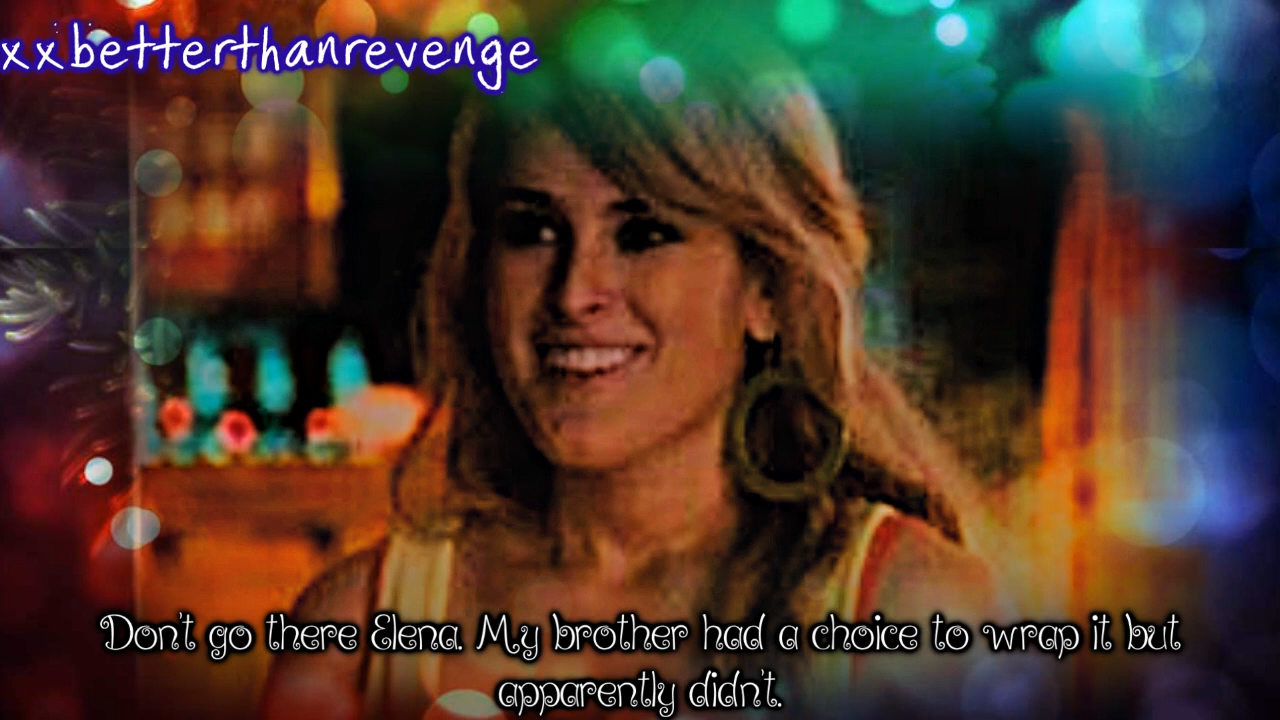 xxbetterthanrevenge
Don't go there Elena. My brother had a choice to wrap it but
apparently didn't.